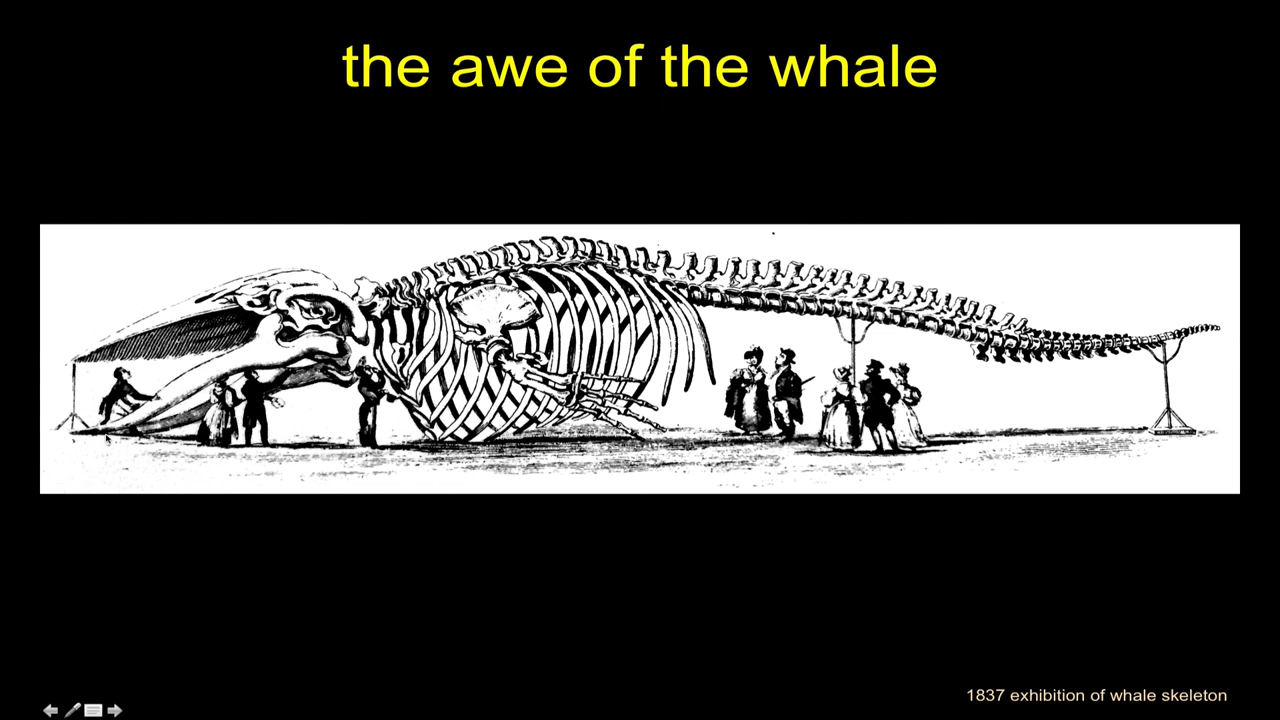 the awe of the whale
1837 exhibition of whale skeleton